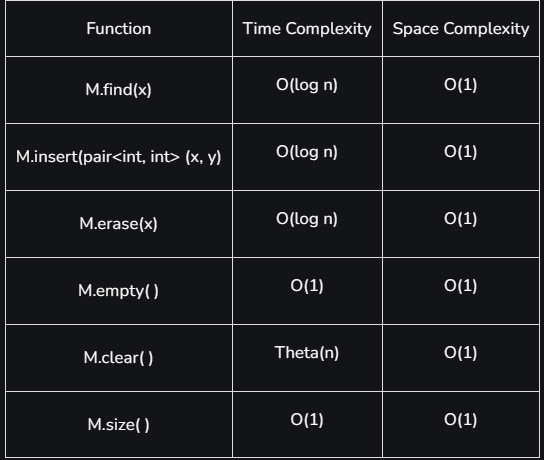 Function Time Complexity Space Complexity
M.find(x) O(log n) O(1)
M.insert(pair<int, int> (x, y) O(log n) O(1)
M.erase(x) O(log n) O(1)
M.empty( ) O(1) O(1)
M.clear( ) Theta(n) O(1)
M.size( ) O(1) O(1)